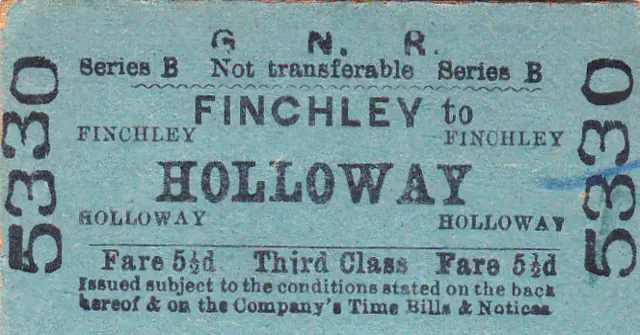 G. N. R.
Series B Not transferable Series B
FINCHLEY to
FINCHLEY FINCHLEY
HOLLOWAY
HOLLOWAY HOLLOWAY
Fare 5½d Third Class Fare 5½d
Issued subject to the conditions stated on the back
hereof & on the Company's Time Bills & Notices
5330
5330